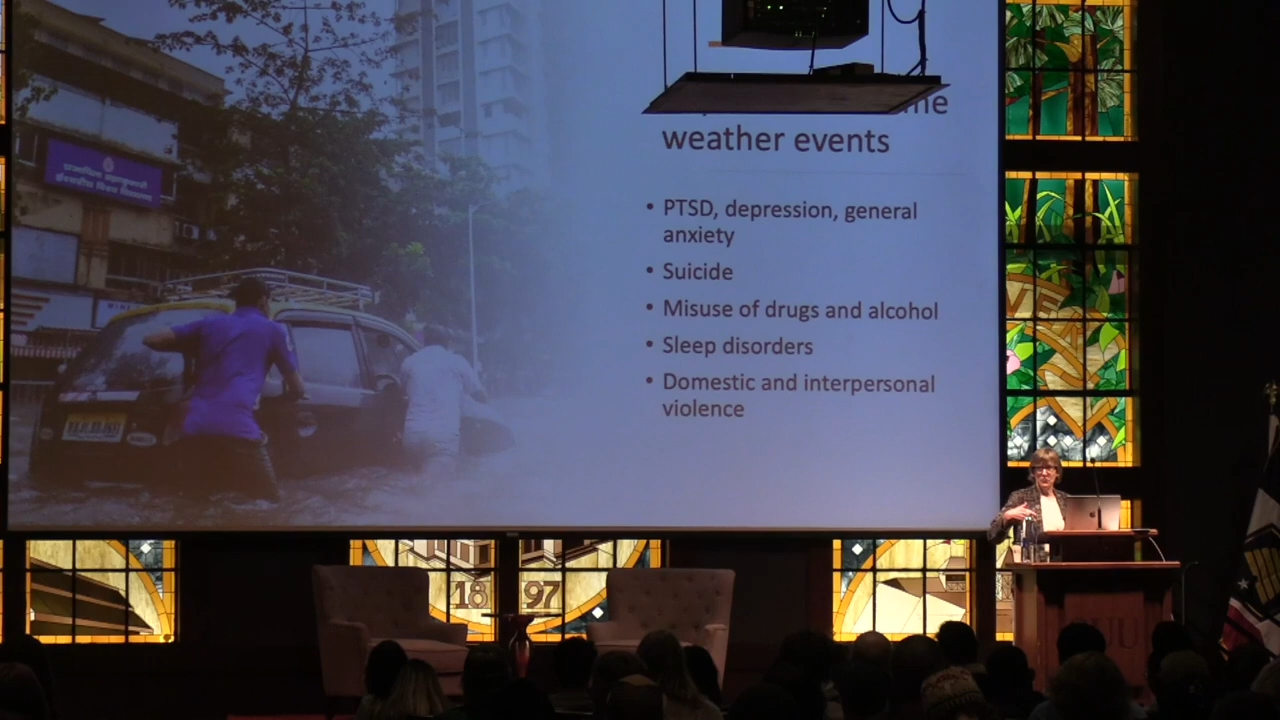 me
weather events
• PTSD, depression, general
anxiety
• Suicide
• Misuse of drugs and alcohol
• Sleep disorders
• Domestic and interpersonal
violence
18
97